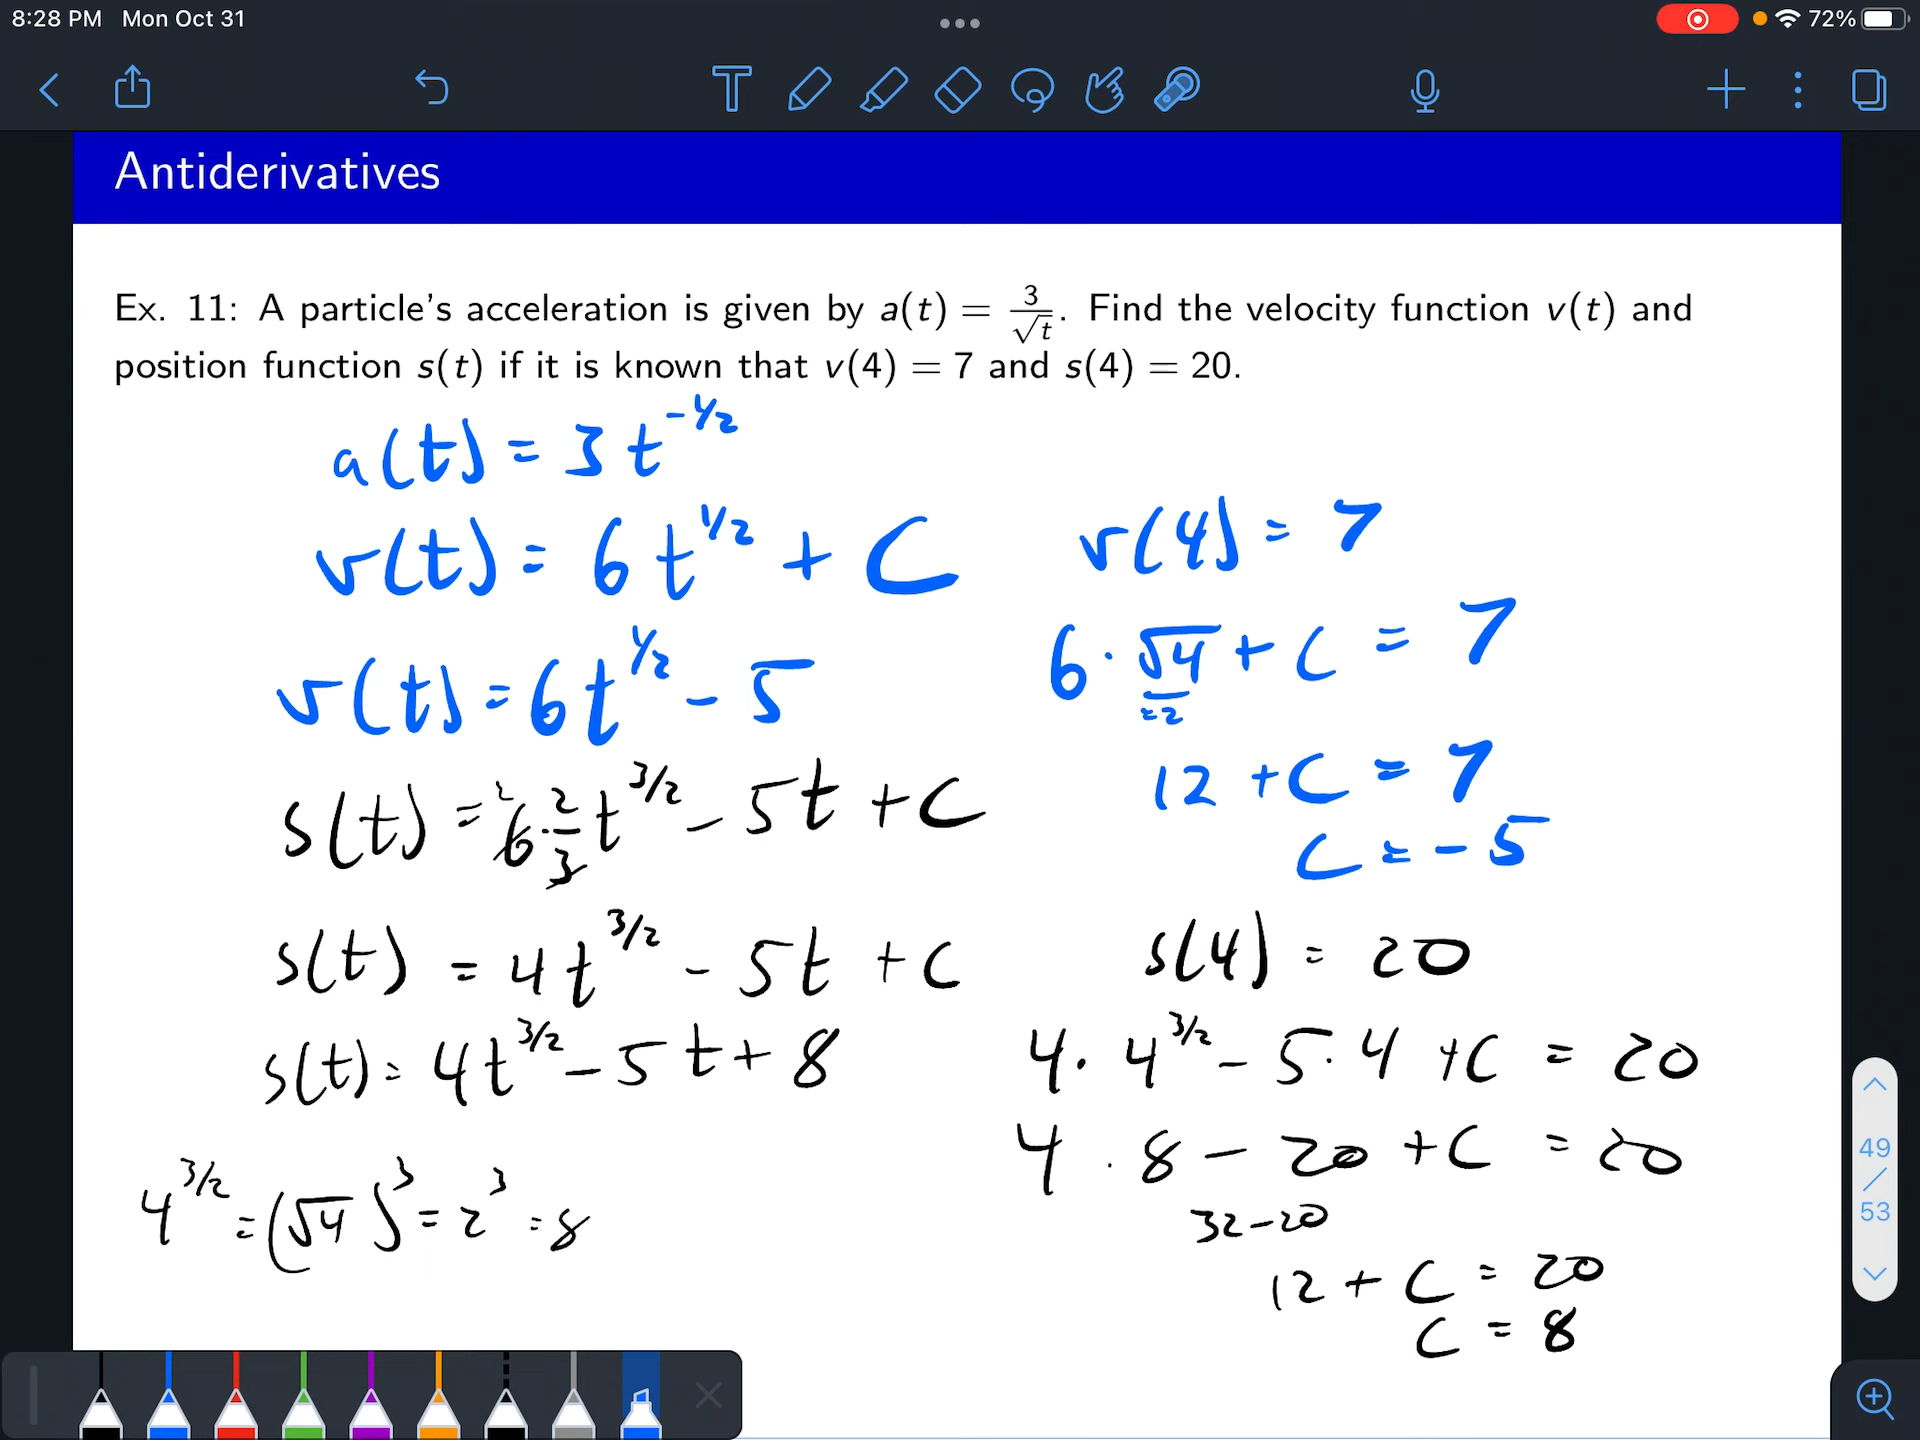 8:28 PM Mon Oct 31
72%
Antiderivatives
Ex. 11: A particle's acceleration is given by a(t) = 3/√t. Find the velocity function v(t) and
position function s(t) if it is known that v(4) = 7 and s(4) = 20.
a(t) = 3t^(-1/2)
v(t) = 6t^(1/2) + C
v(t) = 6t^(1/2) - 5
s(t) = 6^2 · 2/3 t^(3/2) - 5t + C
s(t) = 4t^(3/2) - 5t + C
s(t) = 4t^(3/2) - 5t + 8
4^(3/2) = (√4)^3 = 2^3 = 8
v(4) = 7
6 · √4 + C = 7
=2
12 + C = 7
C = -5
s(4) = 20
4 · 4^(3/2) - 5 · 4 + C = 20
4 · 8 - 20 + C = 20
32-20
12 + C = 20
C = 8
49
/
53